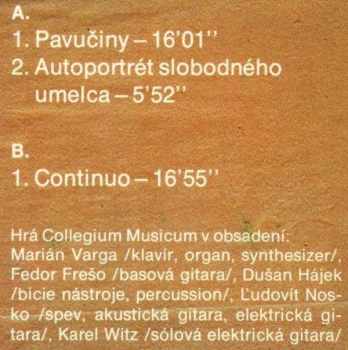 A.
1. Pavučiny – 16'01''
2. Autoportrét slobodného
umelca – 5'52''
B.
1. Continuo – 16'55''
Hrá Collegium Musicum v obsadení:
Marián Varga /klavír, organ, synthesizer/,
Fedor Frešo /basová gitara/, Dušan Hájek
/bicie nástroje, percussion/, Ľudovít Nos-
ko /spev, akustická gitara, elektrická gi-
tara/, Karel Witz /sólová elektrická gitara/